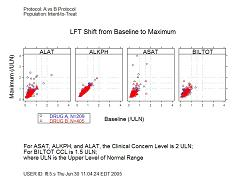 Protocol: A vs B Protocol
Population: Intent-to-Treat
LFT Shift from Baseline to Maximum
ALAT ALKPH ASAT BILTOT
Maximum (/ULN)
Baseline (/ULN)
DRUG A, N=209
DRUG B, N=405
For ASAT, ALKPH, and ALAT, the Clinical Concern Level is 2 ULN;
For BILTOT CCL is 1.5 ULN;
where ULN is the Upper Level of Normal Range
USER ID: R.5.s Thu Jun 30 11:04:24 EDT 2005